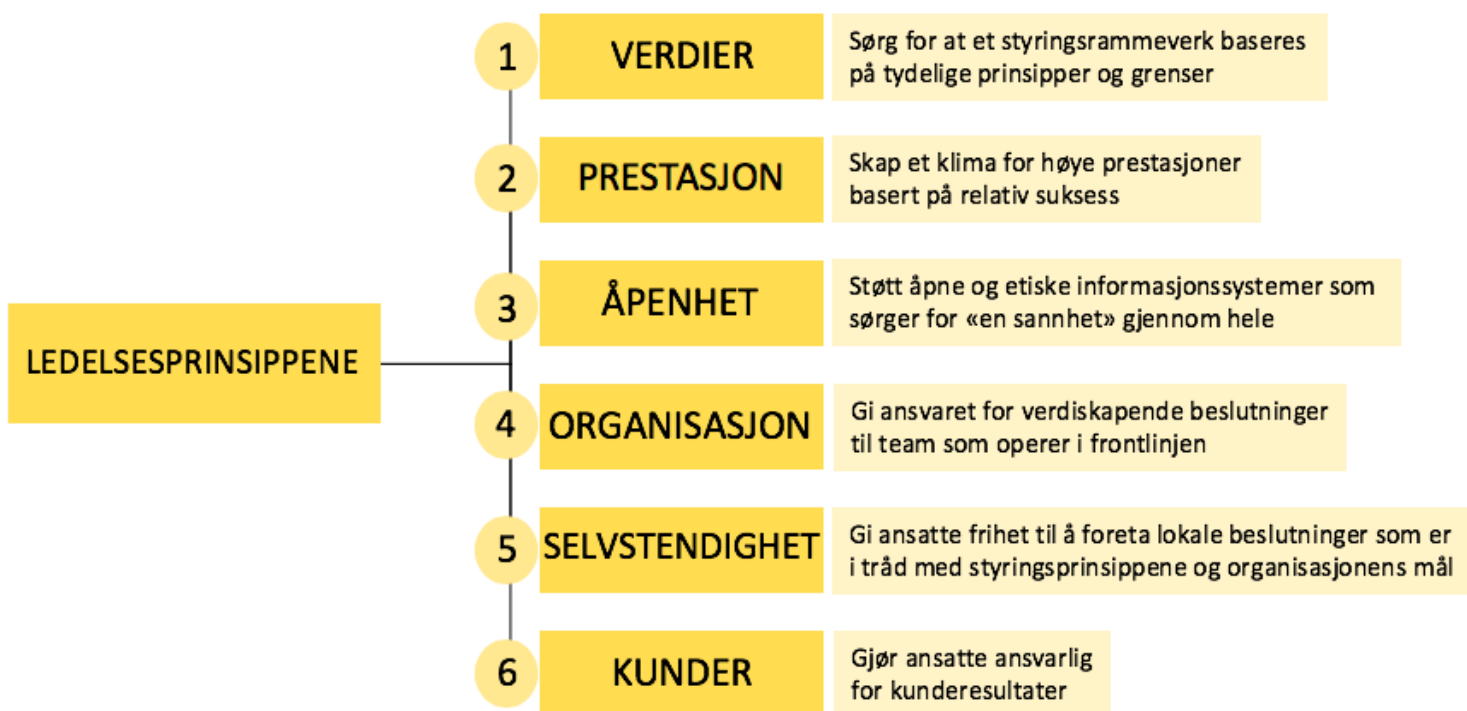 LEDELSESPRINSIPPENE
1
VERDIER
Sørg for at et styringsrammeverk baseres
på tydelige prinsipper og grenser
2
PRESTASJON
Skap et klima for høye prestasjoner
basert på relativ suksess
3
ÅPENHET
Støtt åpne og etiske informasjonssystemer som
sørger for «en sannhet» gjennom hele
4
ORGANISASJON
Gi ansvaret for verdiskapende beslutninger
til team som operer i frontlinjen
5
SELVSTENDIGHET
Gi ansatte frihet til å foreta lokale beslutninger som er
i tråd med styringsprinsippene og organisasjonens mål
6
KUNDER
Gjør ansatte ansvarlig
for kunderesultater